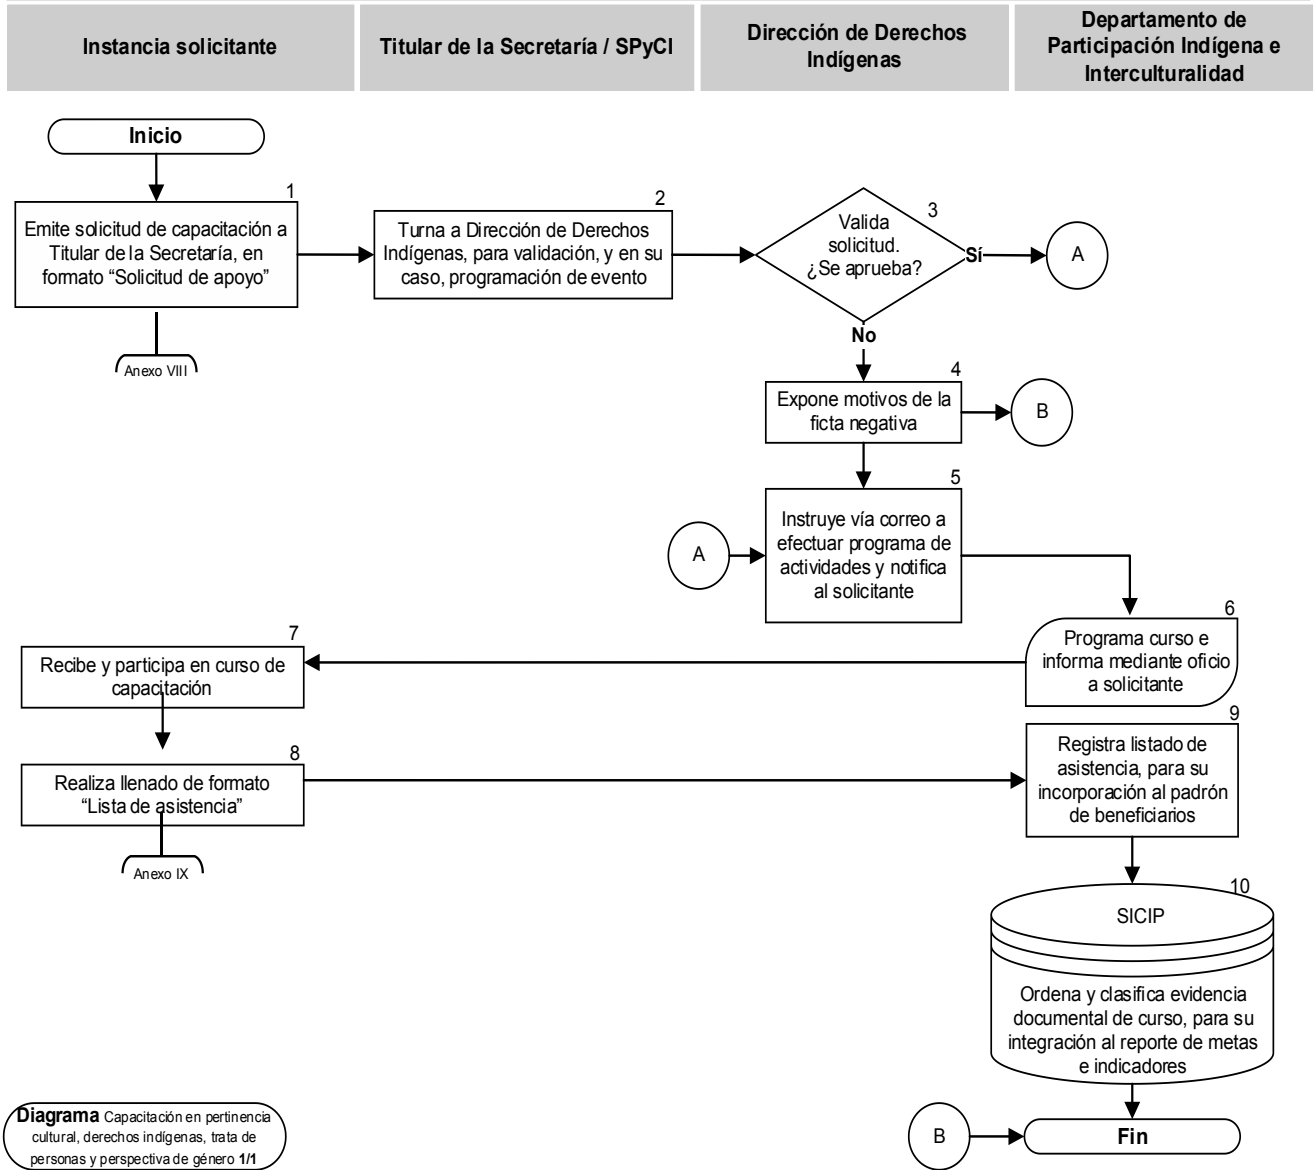 Instancia solicitante
Titular de la Secretaría / SPyCI
Dirección de Derechos
Indígenas
Departamento de
Participación Indígena e
Interculturalidad
Inicio
1
Emite solicitud de capacitación a
Titular de la Secretaría, en
formato “Solicitud de apoyo”
Anexo VIII
2
Turna a Dirección de Derechos
Indígenas, para validación, y en su
caso, programación de evento
3
Valida
solicitud.
¿Se aprueba?
Sí
A
No
4
Expone motivos de la
ficta negativa
B
5
A
Instruye vía correo a
efectuar programa de
actividades y notifica
al solicitante
6
Programa curso e
informa mediante oficio
a solicitante
7
Recibe y participa en curso de
capacitación
8
Realiza llenado de formato
“Lista de asistencia”
Anexo IX
9
Registra listado de
asistencia, para su
incorporación al padrón
de beneficiarios
10
SICIP
Ordena y clasifica evidencia
documental de curso, para su
integración al reporte de metas
e indicadores
B
Fin
Diagrama Capacitación en pertinencia
cultural, derechos indígenas, trata de
personas y perspectiva de género 1/1